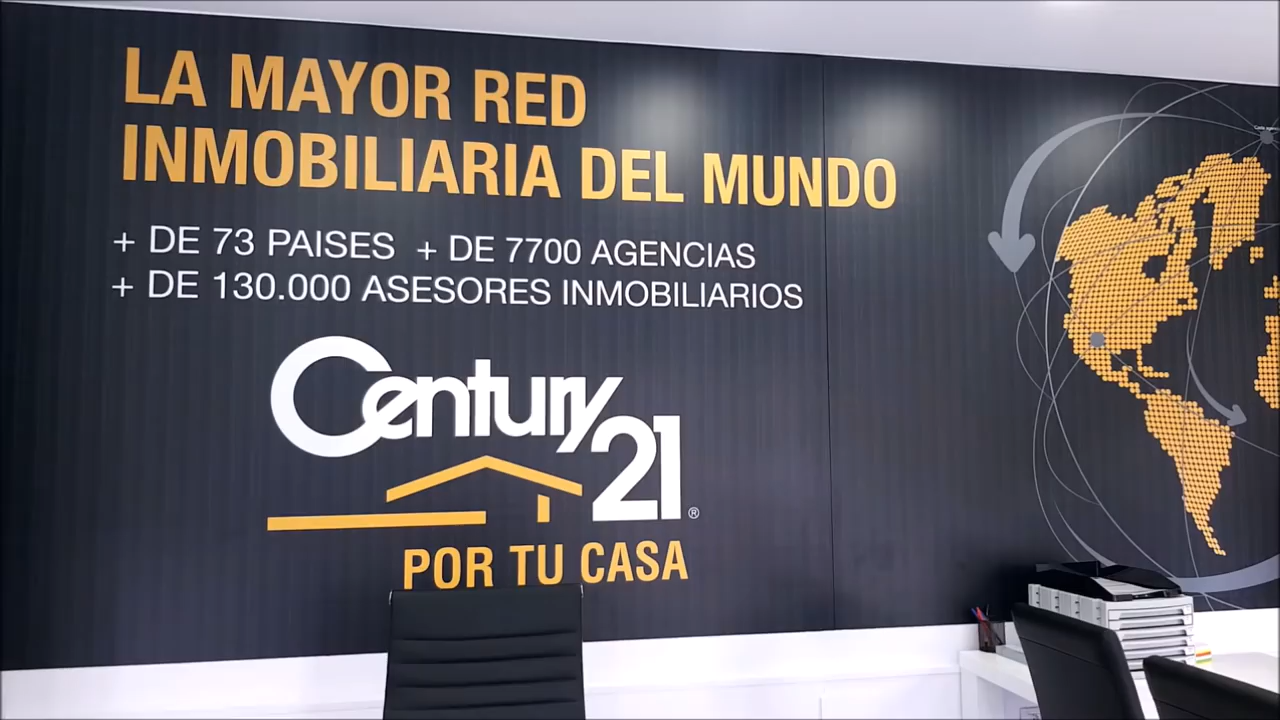 LA MAYOR RED
INMOBILIARIA DEL MUNDO
+ DE 73 PAISES + DE 7700 AGENCIAS
+ DE 130.000 ASESORES INMOBILIARIOS
Century
21®
POR TU CASA